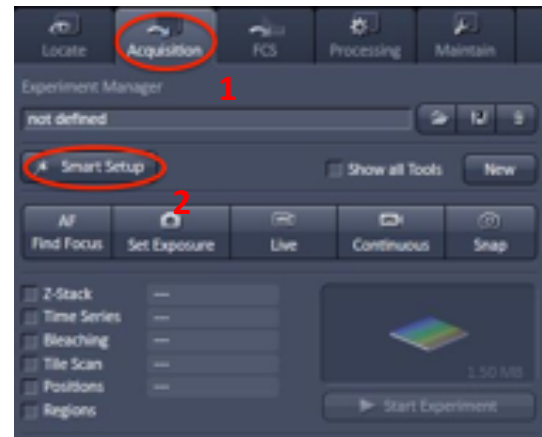 Locate Acquisition FCS Processing Maintain
Experiment Manager
1
not defined
Smart Setup Show all Tools New
2
AF
Find Focus Set Exposure Live Continuous Snap
Z-Stack ---
Time Series ---
Bleaching ---
Tile Scan ---
Positions ---
Regions
1.50 MB
Start Experiment